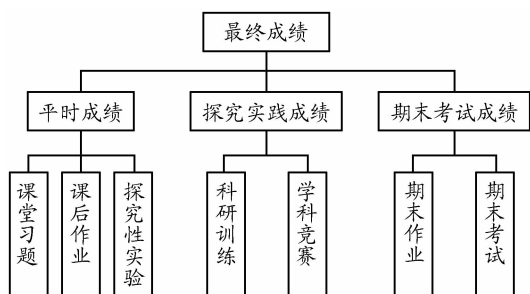 最终成绩
平时成绩
探究实践成绩
期末考试成绩
课堂习题
课后作业
探究性实验
科研训练
学科竞赛
期末作业
期末考试